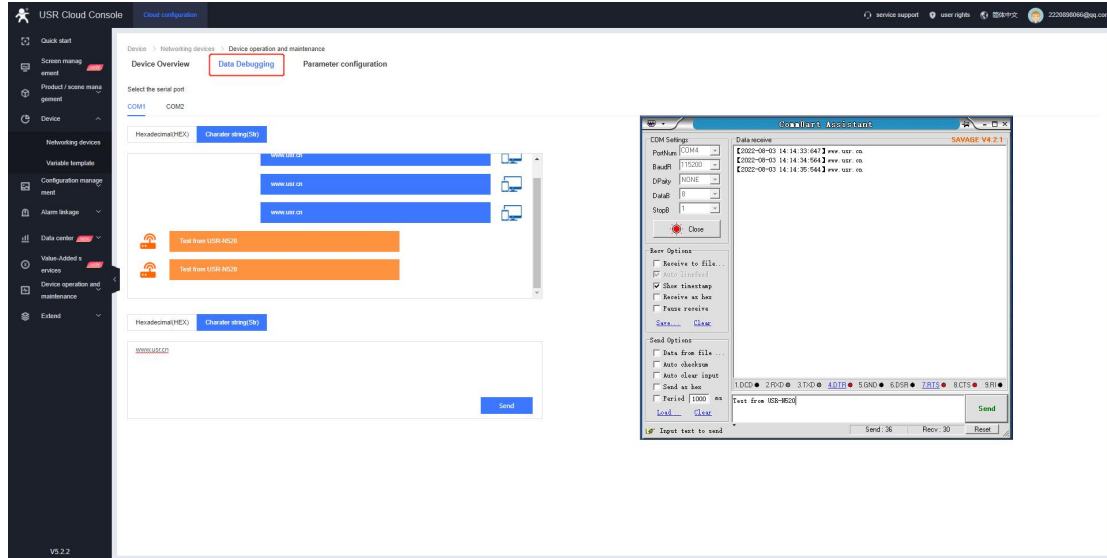 USR Cloud Console
Cloud configuration
service support
user rights
简体中文
2220898066@qq.com
Quick start
Screen manag
ement
Product / scene mana
gement
Device
Networking devices
Variable template
Configuration manage
ment
Alarm linkage
Data center
Value-Added s
ervices
Device operation and
maintenance
Extend
V5.2.2
Device > Networking devices > Device operation and maintenance
Device Overview
Data Debugging
Parameter configuration
Select the serial port
COM1 COM2
Hexadecimal(HEX) Charater string(Str)
www.usr.cn
www.usr.cn
www.usr.cn
Test from USR-N520
Test from USR-N520
Hexadecimal(HEX) Charater string(Str)
www.usr.cn
Send
ComUart Assistant
COM Settings
PortNum COM4
BaudR 115200
DPaity NONE
DataB 8
StopB 1
Close
Recv Options
Receive to file...
Auto linefeed
Show timestamp
Receive as hex
Pause receive
Save... Clear
Send Options
Data from file ...
Auto checksum
Auto clear input
Send as hex
Period 1000 ms
Load... Clear
Data receive
SAVAGE V4.2.1
【2022-08-03 14:14:33:647】www.usr.cn
【2022-08-03 14:14:34:564】www.usr.cn
【2022-08-03 14:14:35:544】www.usr.cn
1.DCD 2.RXD 3.TXD 4.DTR 5.GND 6.DSR 7.RTS 8.CTS 9.RI
Test from USR-N520
Send
Input text to send
Send : 36
Recv : 30
Reset